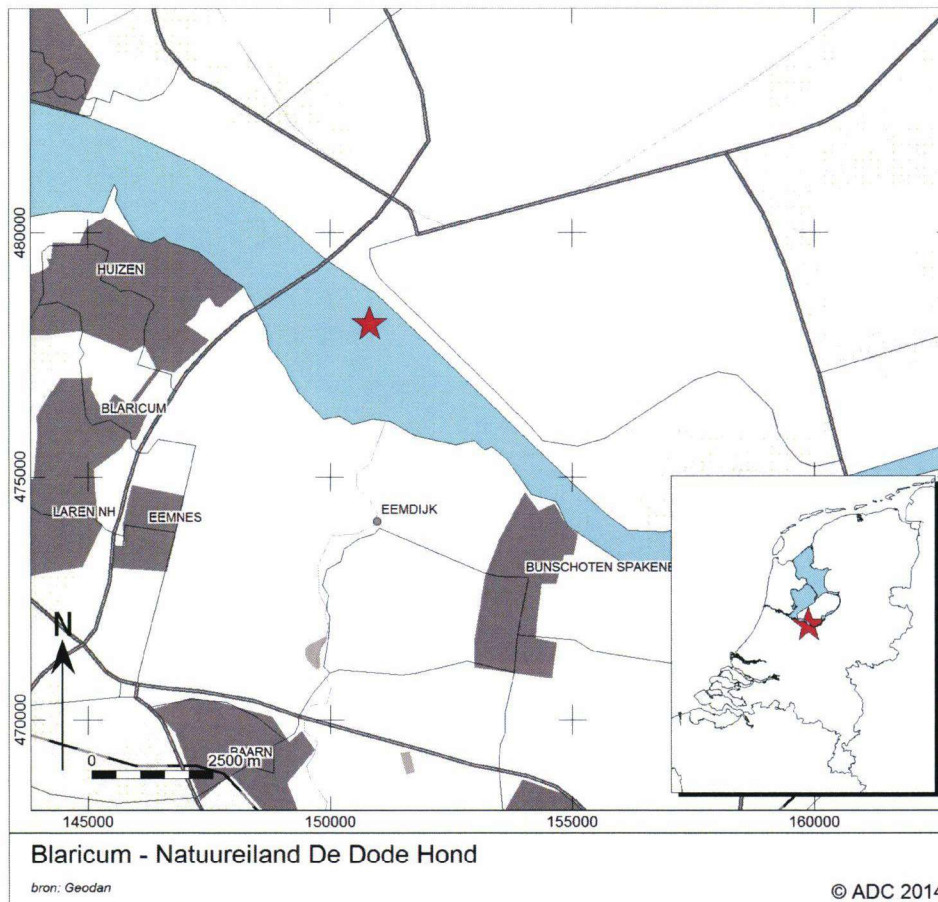 480000
HUIZEN
BLARICUM
475000
LAREN NH
EEMNES
EEMDIJK
BUNSCHOTEN SPAKENB
N
470000
BAARN
0 2500 m
145000 150000 155000 160000
Blaricum - Natuureiland De Dode Hond
bron: Geodan
© ADC 2014